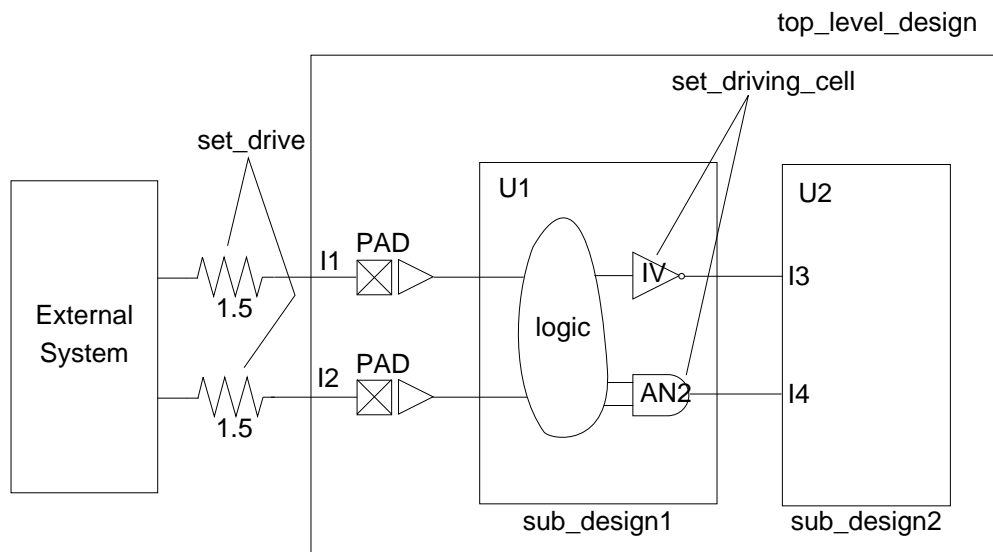 top_level_design
set_driving_cell
set_drive
U1
U2
I1
PAD
IV
I3
1.5
External
System
logic
I2
PAD
AN2
I4
1.5
sub_design1
sub_design2